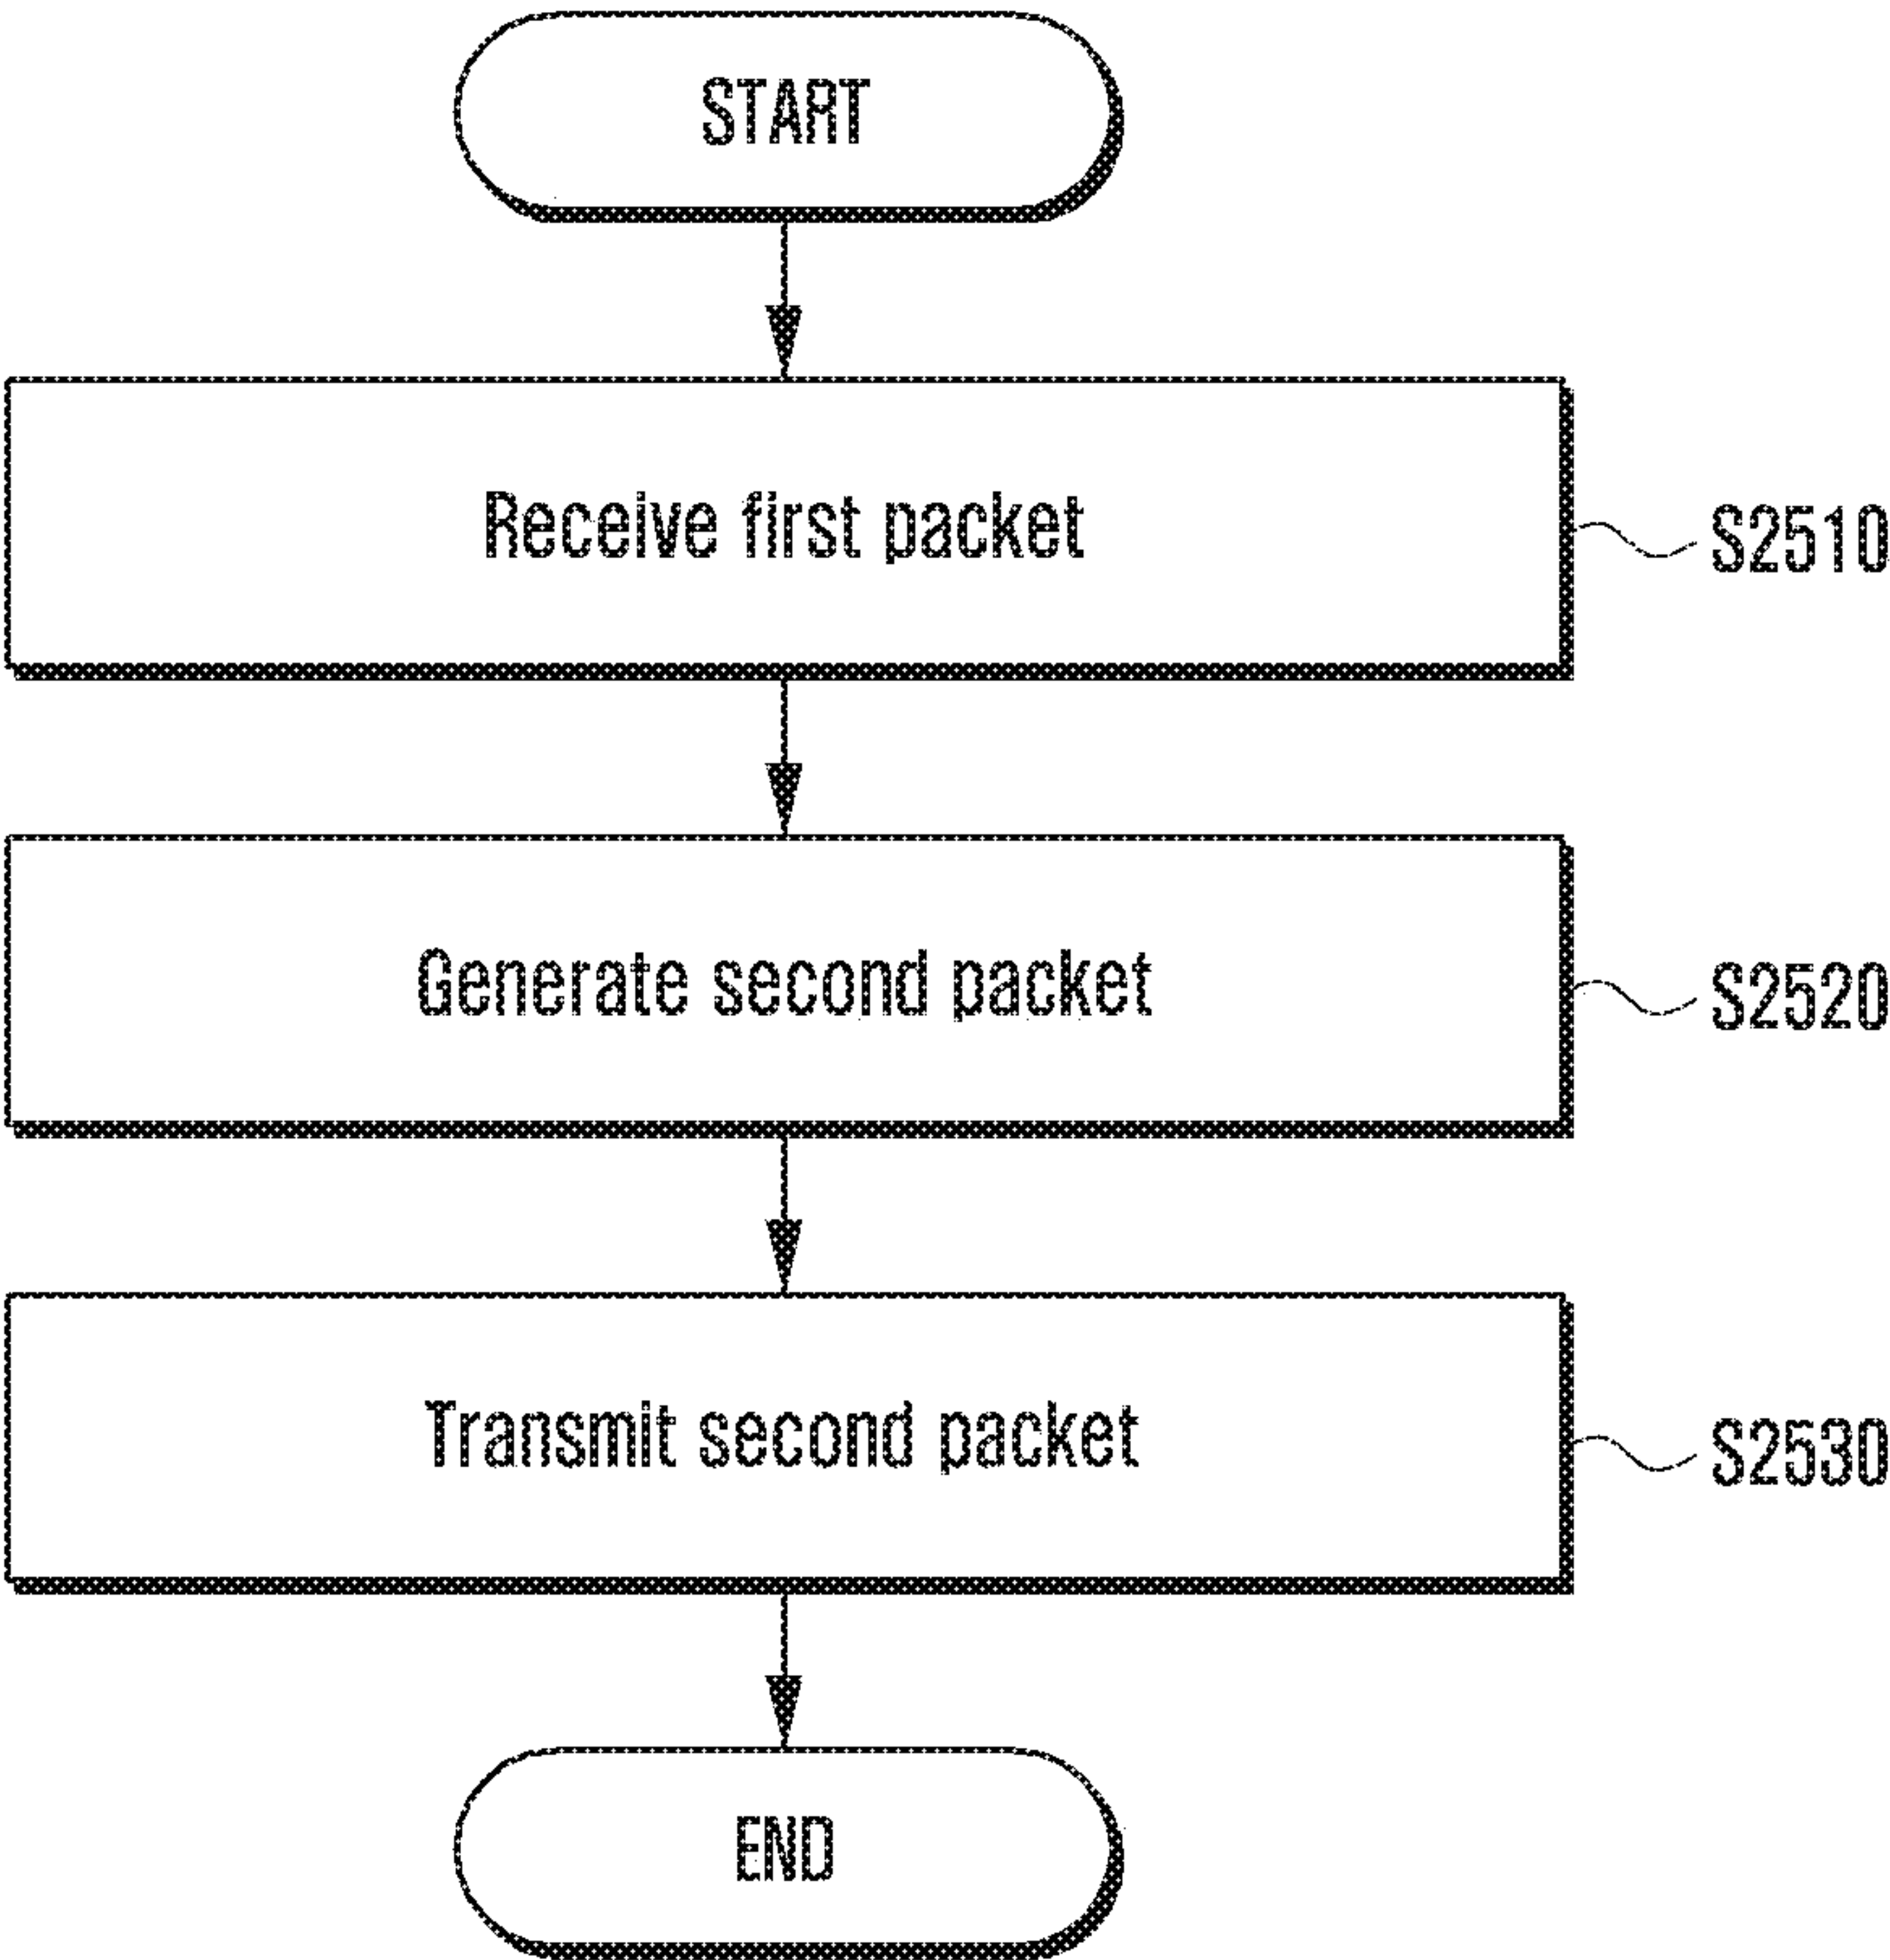 START
Receive first packet
S2510
Generate second packet
S2520
Transmit second packet
S2530
END